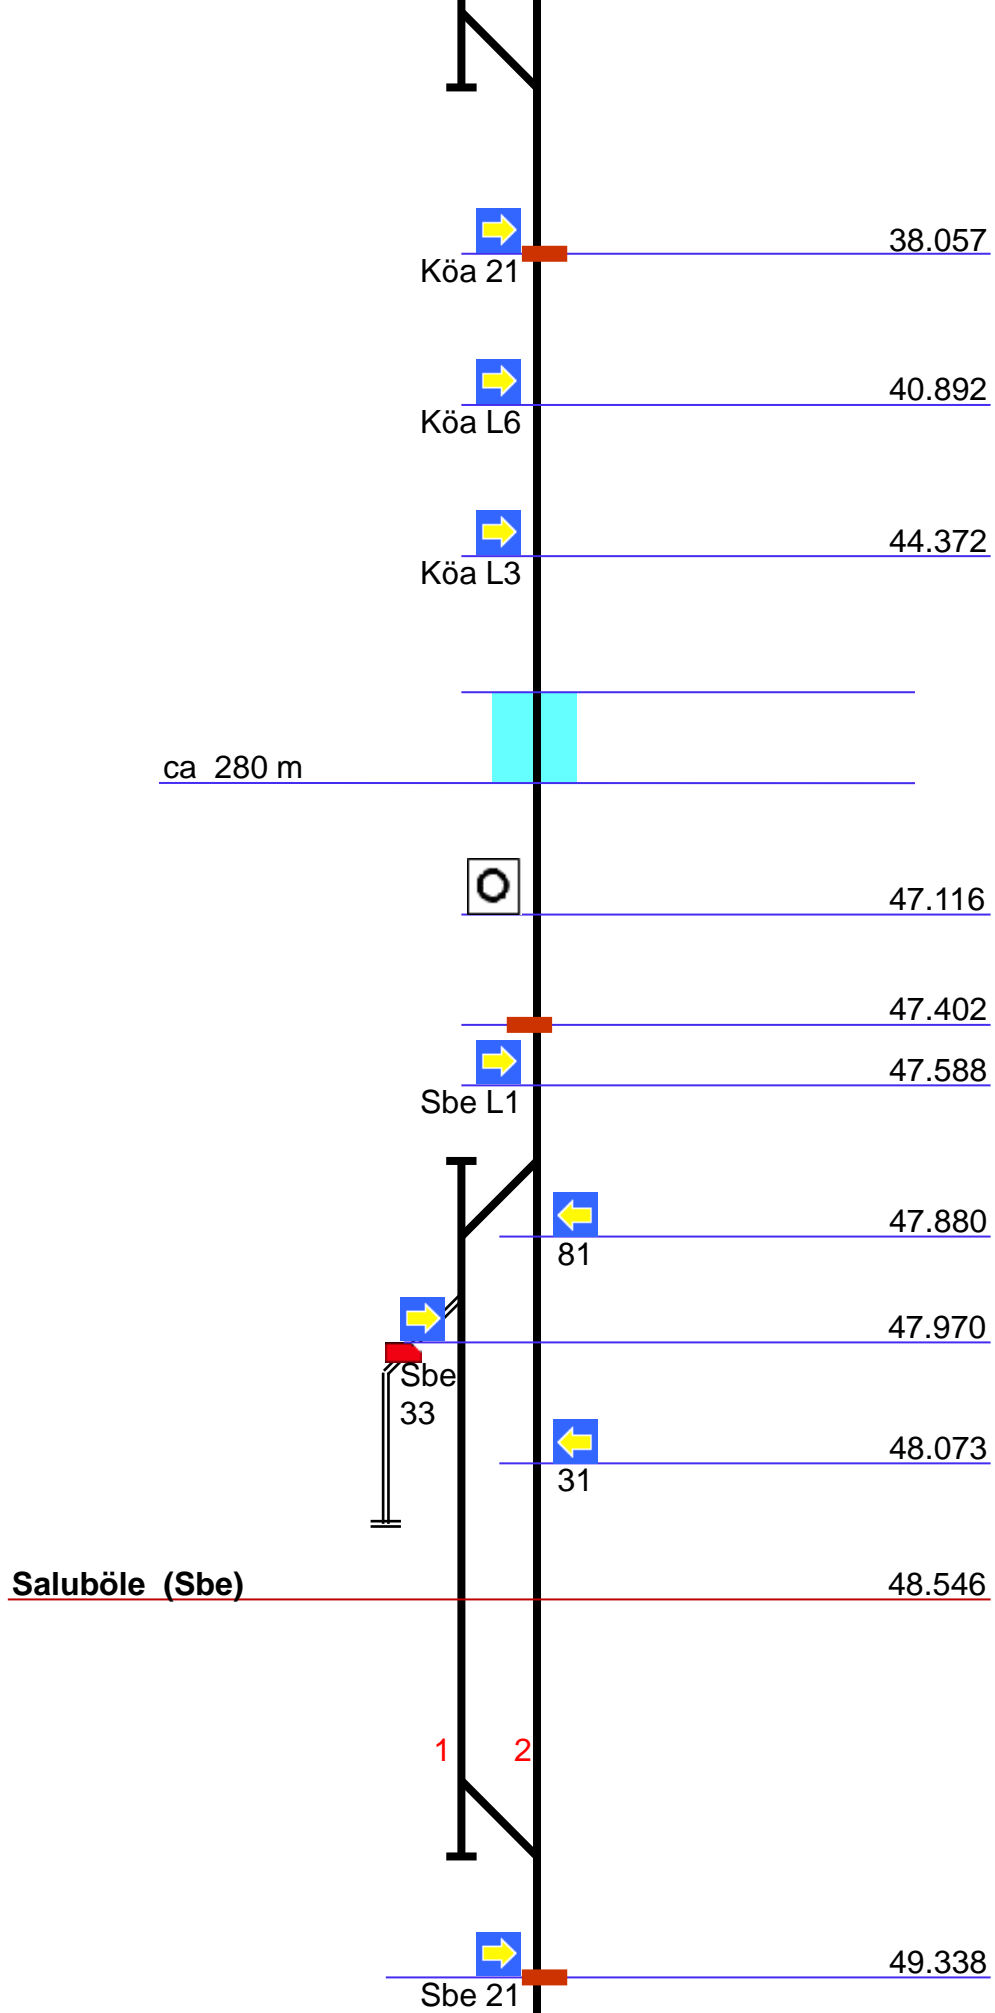 38.057
Köa 21
40.892
Köa L6
44.372
Köa L3
ca 280 m
47.116
47.402
47.588
Sbe L1
47.880
81
47.970
Sbe
33
48.073
31
Saluböle (Sbe)
48.546
1 2
49.338
Sbe 21